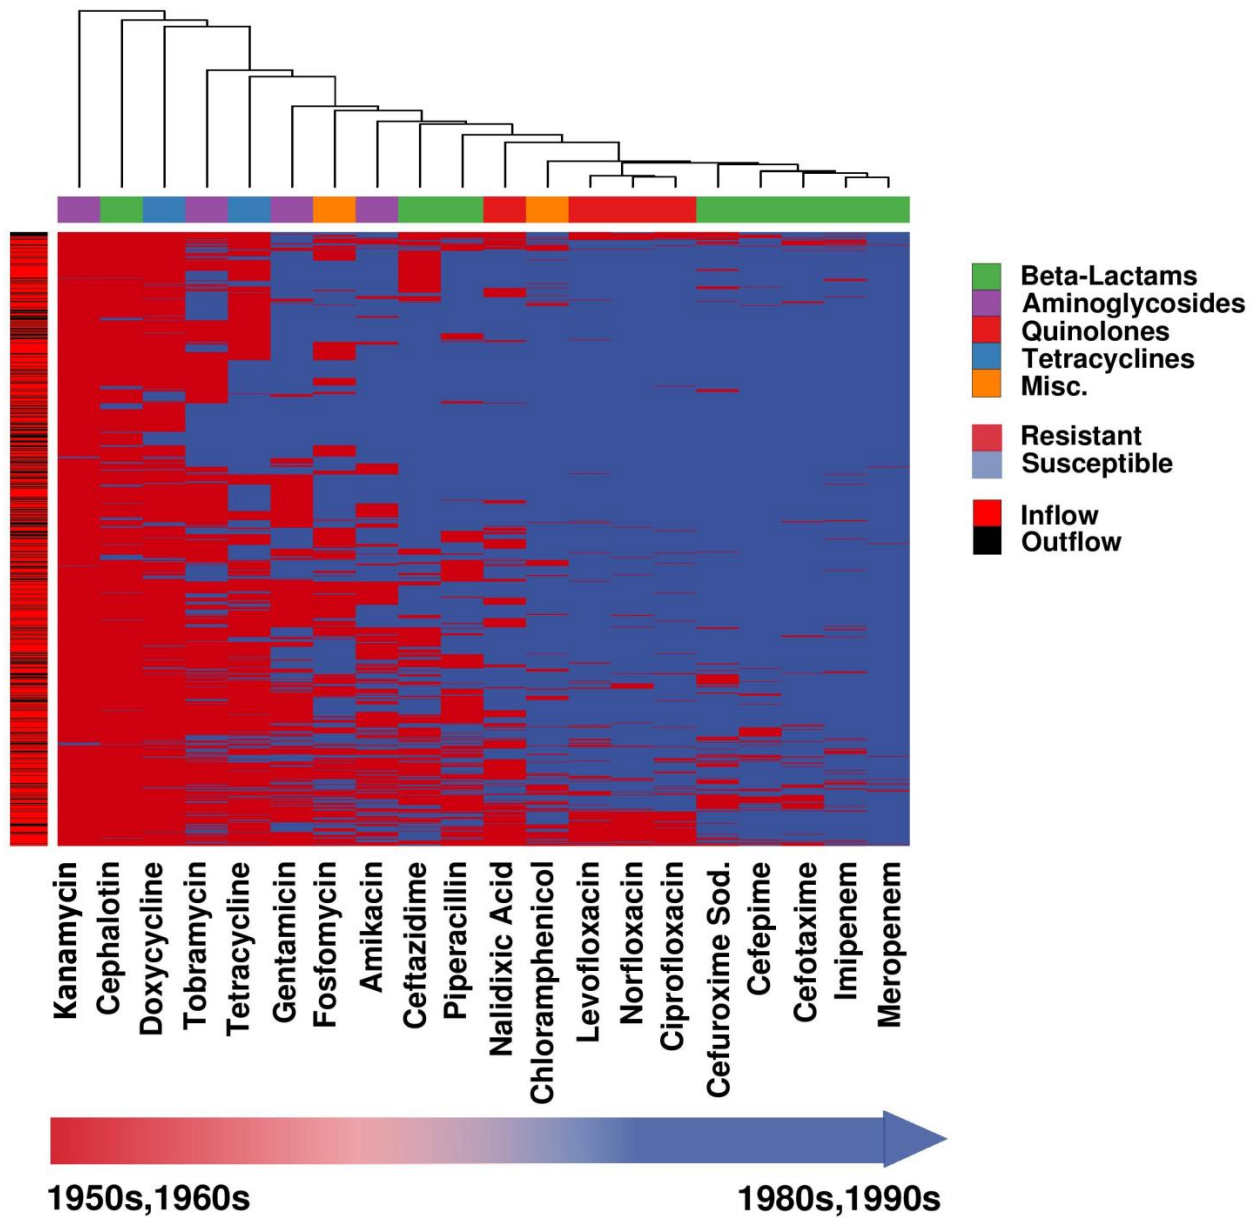 Beta-Lactams
Aminoglycosides
Quinolones
Tetracyclines
Misc.
Resistant
Susceptible
Inflow
Outflow
Kanamycin
Cephalotin
Doxycycline
Tobramycin
Tetracycline
Gentamicin
Fosfomycin
Amikacin
Ceftazidime
Piperacillin
Nalidixic Acid
Chloramphenicol
Levofloxacin
Norfloxacin
Ciprofloxacin
Cefuroxime Sod.
Cefepime
Cefotaxime
Imipenem
Meropenem
1950s,1960s
1980s,1990s